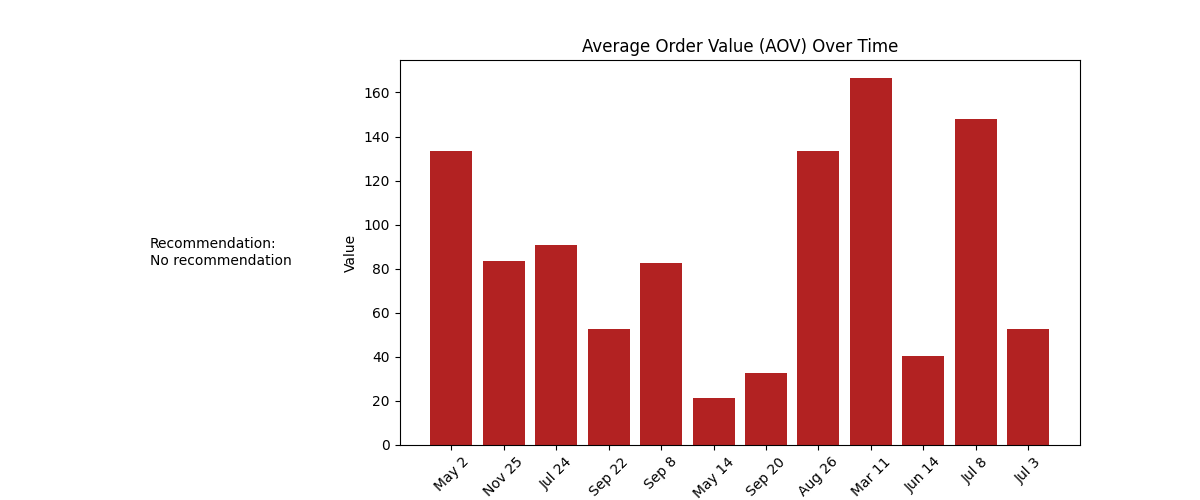 Average Order Value (AOV) Over Time
Recommendation:
No recommendation
Value
160
140
120
100
80
60
40
20
0
May 2
Nov 25
Jul 24
Sep 22
Sep 8
May 14
Sep 20
Aug 26
Mar 11
Jun 14
Jul 8
Jul 3